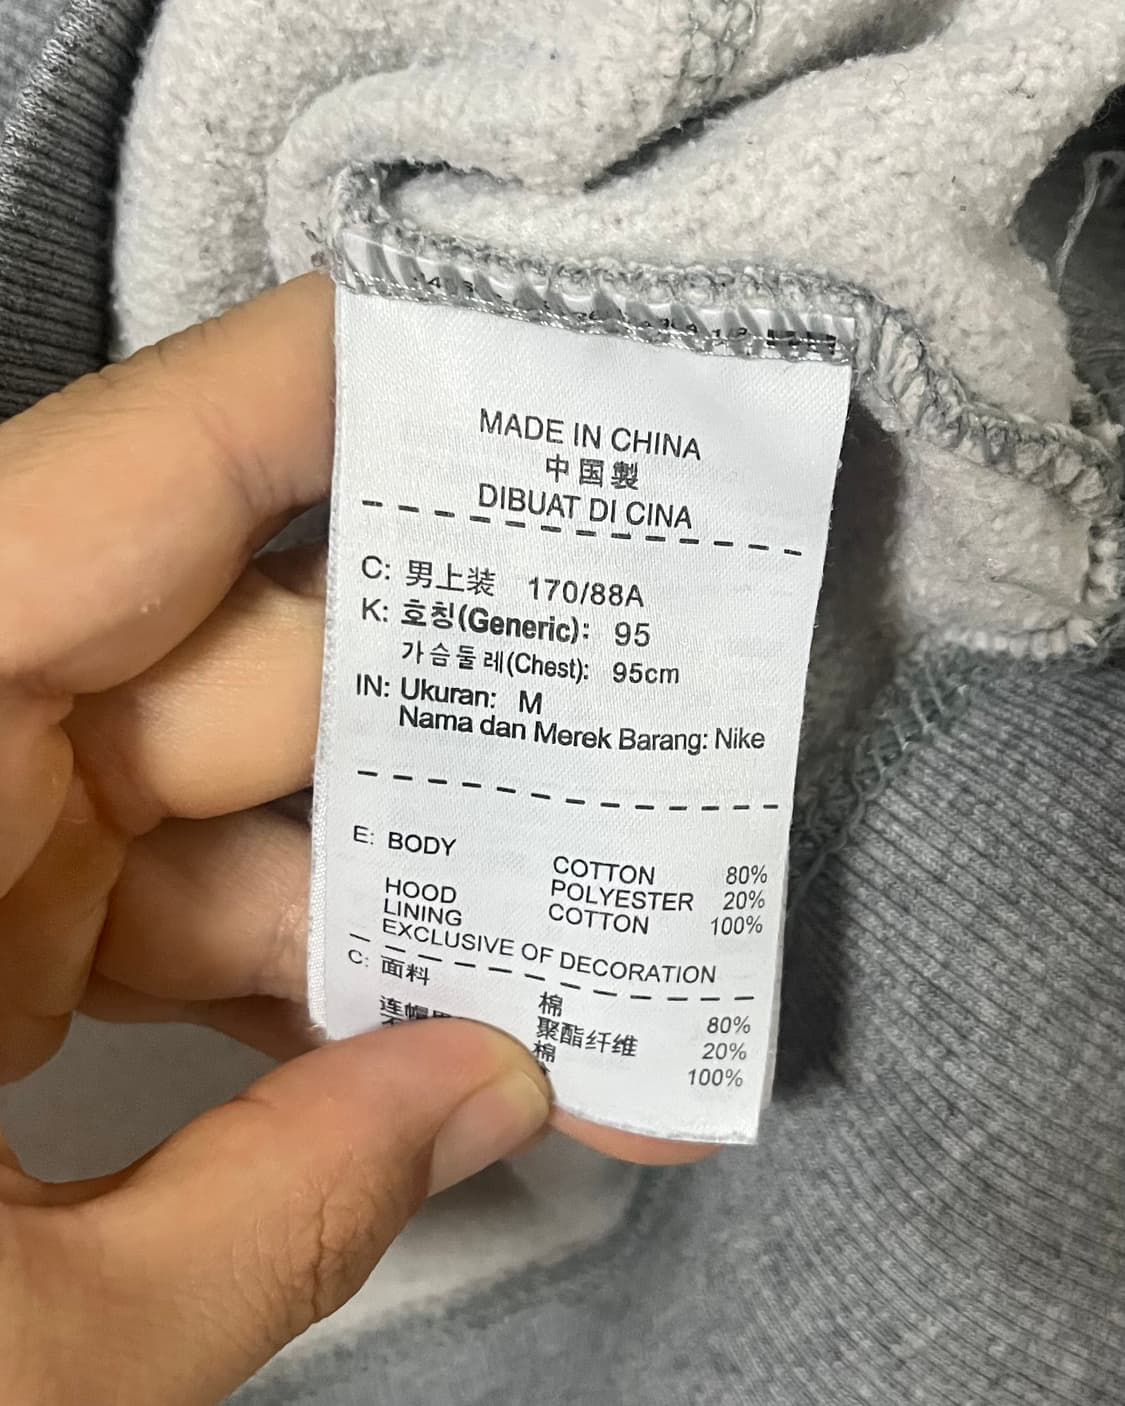 MADE IN CHINA
中国製
DIBUAT DI CINA
C: 男上装 170/88A
K: 호칭(Generic): 95
가슴둘레(Chest): 95cm
IN: Ukuran: M
Nama dan Merek Barang: Nike
E: BODY
COTTON 80%
POLYESTER 20%
HOOD
LINING COTTON 100%
EXCLUSIVE OF DECORATION
C: 面料
棉 80%
聚酯纤维 20%
连帽
棉 100%